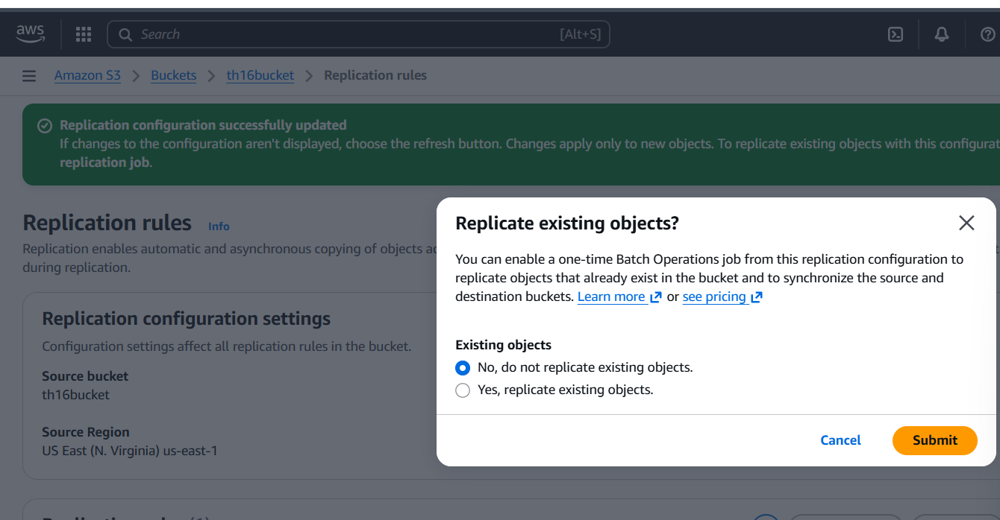 aws
Search [Alt+S]
Amazon S3 > Buckets > th16bucket > Replication rules
Replication configuration successfully updated
If changes to the configuration aren't displayed, choose the refresh button. Changes apply only to new objects. To replicate existing objects with this
replication job.
Replication rules Info
Replication enables automatic and asynchronous copying of objects
during replication.
Replicate existing objects?
You can enable a one-time Batch Operations job from this replication configuration to
replicate objects that already exist in the bucket and to synchronize the source and
destination buckets. Learn more or see pricing
Existing objects
No, do not replicate existing objects.
Yes, replicate existing objects.
Cancel Submit
Replication configuration settings
Configuration settings affect all replication rules in the bucket.
Source bucket
th16bucket
Source Region
US East (N. Virginia) us-east-1